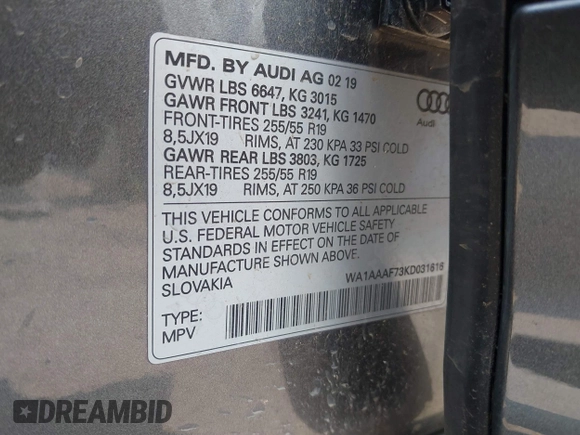 MFD. BY AUDI AG 02 19
GVWR LBS 6647, KG 3015
GAWR FRONT LBS 3241, KG 1470
FRONT-TIRES 255/55 R19
8,5JX19 RIMS, AT 230 KPA 33 PSI COLD
GAWR REAR LBS 3803, KG 1725
REAR-TIRES 255/55 R19
8,5JX19 RIMS, AT 250 KPA 36 PSI COLD
Audi
THIS VEHICLE CONFORMS TO ALL APPLICABLE
U.S. FEDERAL MOTOR VEHICLE SAFETY
STANDARDS IN EFFECT ON THE DATE OF
MANUFACTURE SHOWN ABOVE.
SLOVAKIA
WA1AAAF73KD031616
TYPE:
MPV
DREAMBID